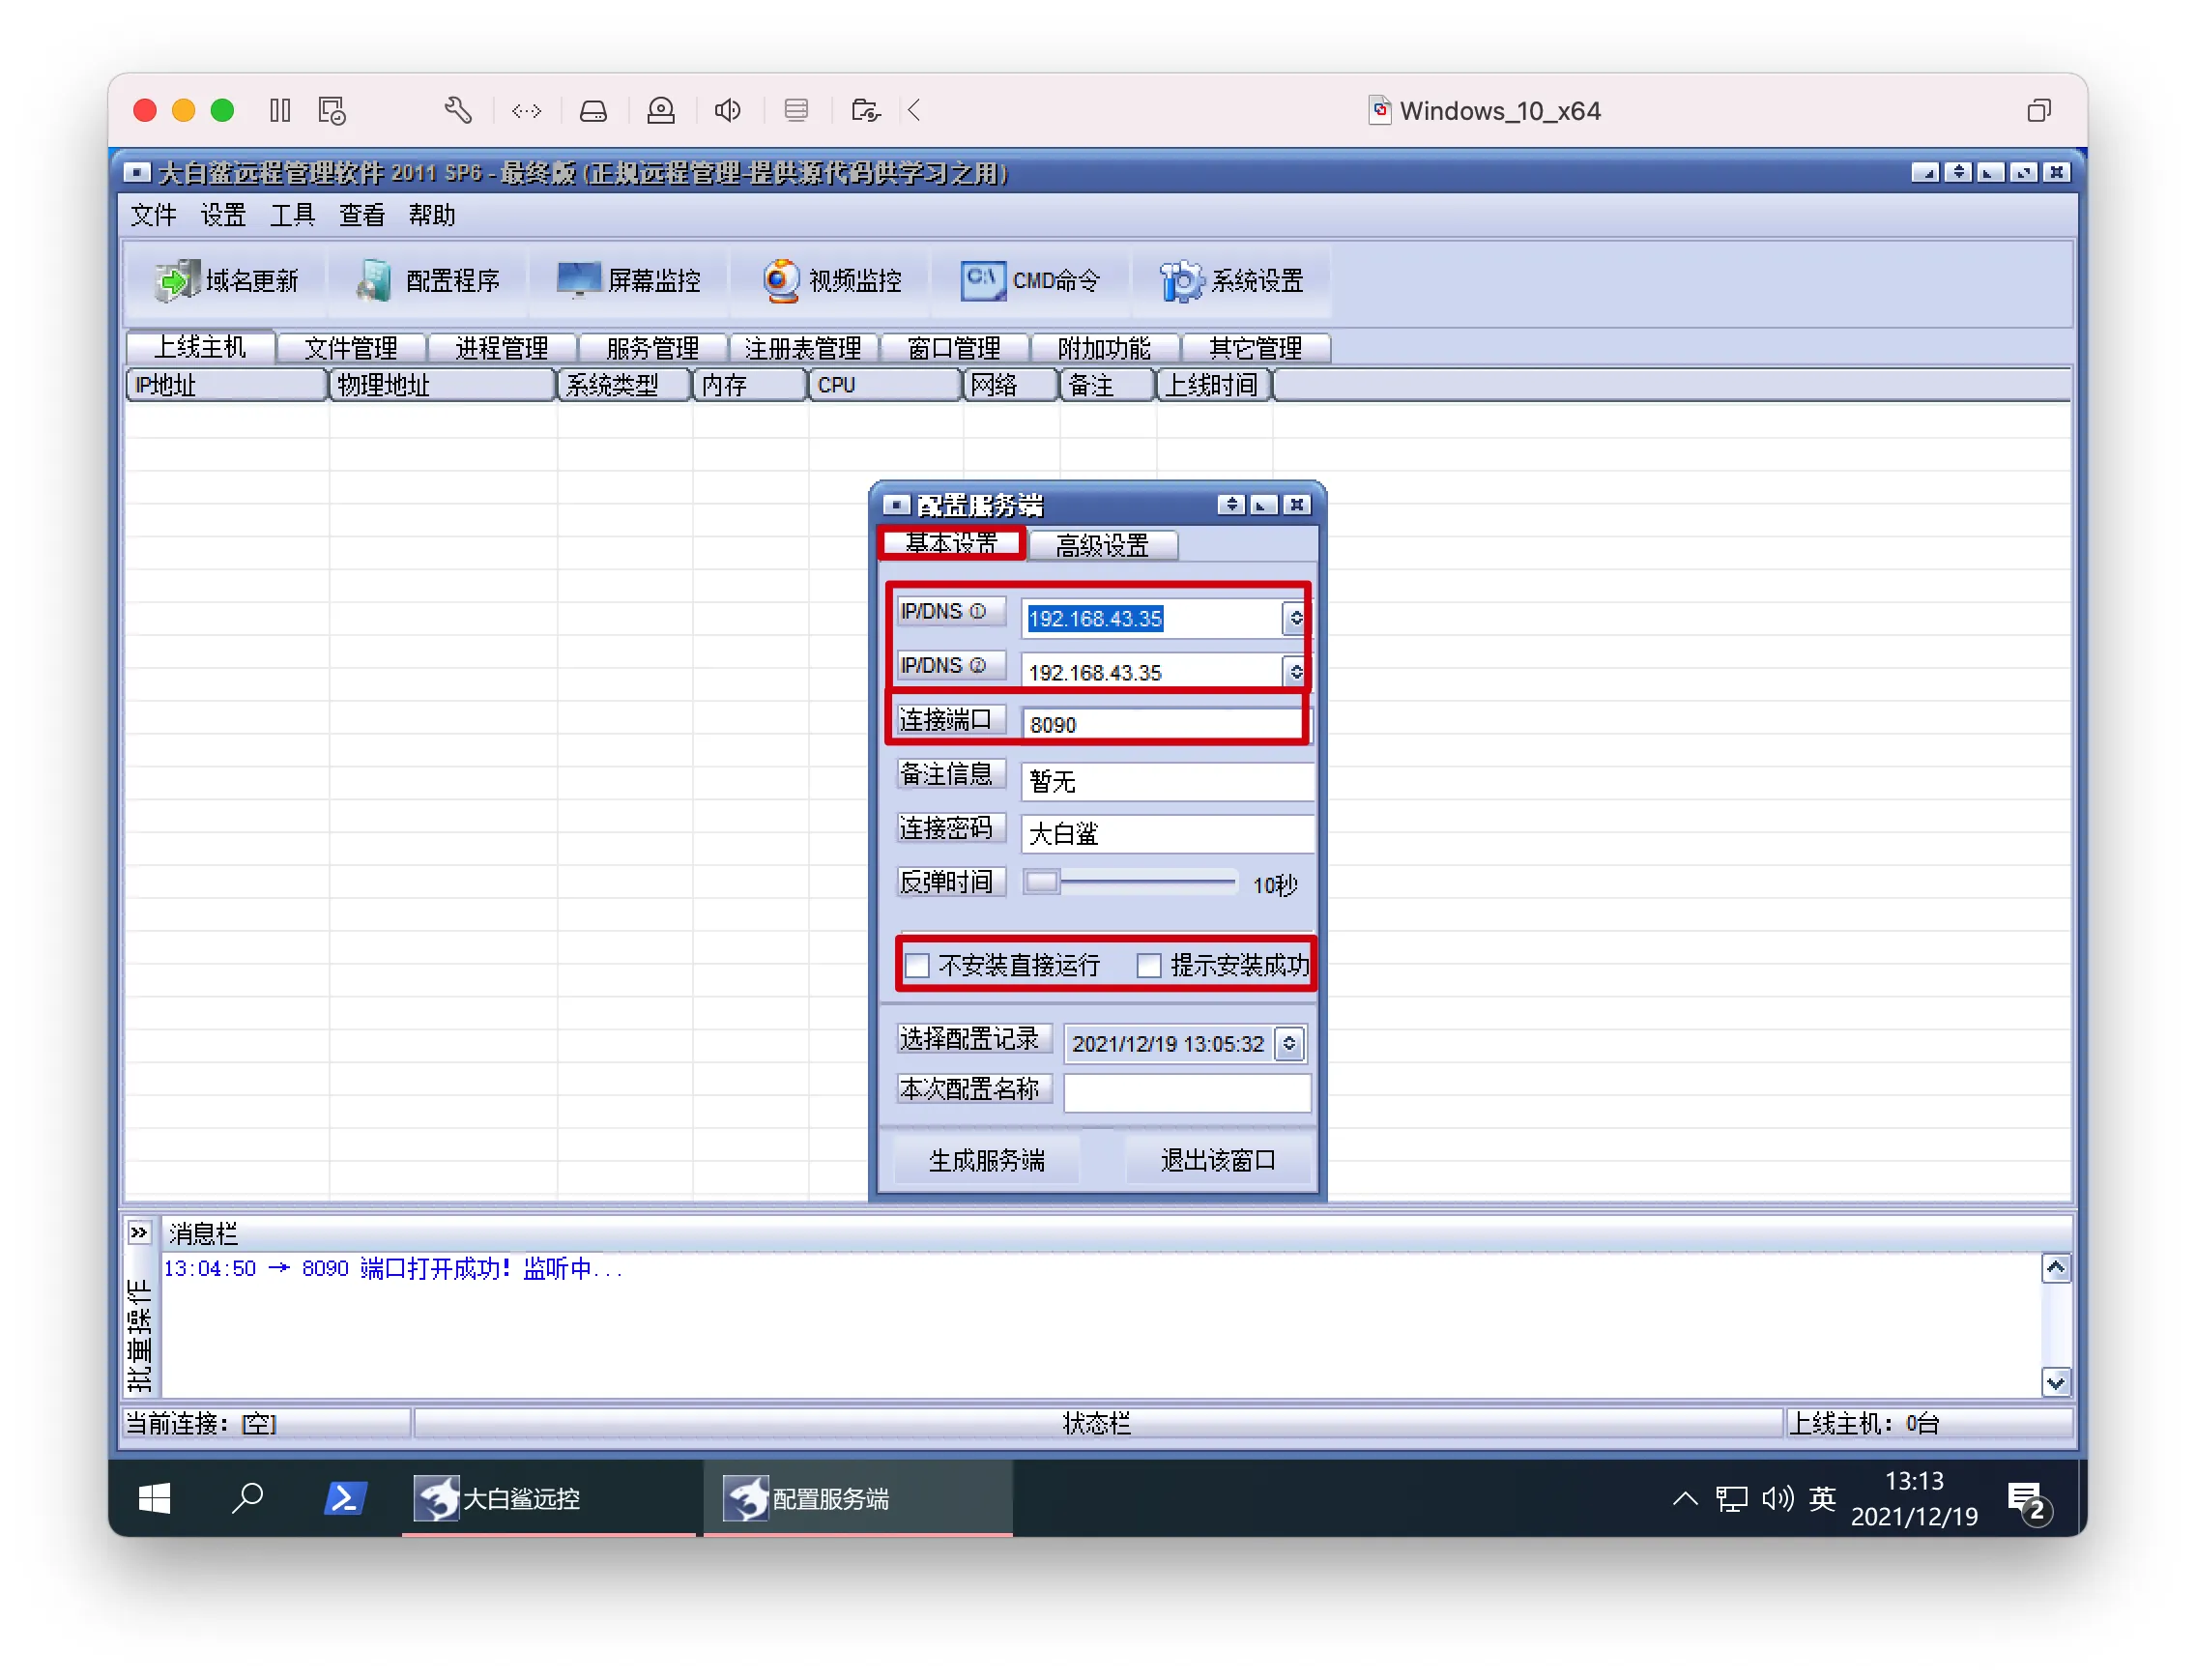 Windows_10_x64
大白鲨远程管理软件 2011 SP6 - 最终版 (正规远程管理-提供源代码供学习之用)
文件 设置 工具 查看 帮助
域名更新 配置程序 屏幕监控 视频监控 CMD命令 系统设置
上线主机 文件管理 进程管理 服务管理 注册表管理 窗口管理 附加功能 其它管理
IP地址 物理地址 系统类型 内存 CPU 网络 备注 上线时间
配置服务端
基本设置 高级设置
IP/DNS ① 192.168.43.35
IP/DNS ② 192.168.43.35
连接端口 8090
备注信息 暂无
连接密码 大白鲨
反弹时间 10秒
不安装直接运行 提示安装成功
选择配置记录 2021/12/19 13:05:32
本次配置名称
生成服务端 退出该窗口
消息栏
13:04:50 → 8090 端口打开成功! 监听中...
批量操作
当前连接: [空] 状态栏 上线主机: 0台
大白鲨远控 配置服务端 英 13:13
2021/12/19 2